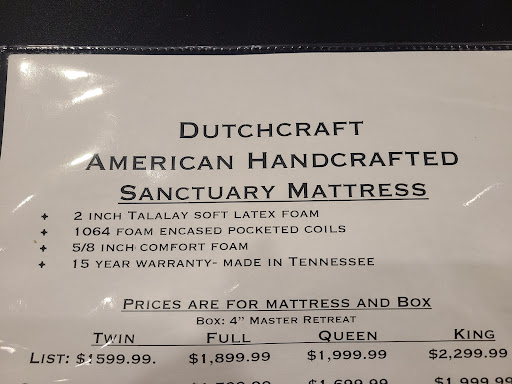 DUTCHCRAFT
AMERICAN HANDCRAFTED
SANCTUARY MATTRESS
+ 2 INCH TALALAY SOFT LATEX FOAM
+ 1064 FOAM ENCASED POCKETED COILS
+ 5/8 INCH COMFORT FOAM
+ 15 YEAR WARRANTY- MADE IN TENNESSEE
PRICES ARE FOR MATTRESS AND BOX
BOX: 4" MASTER RETREAT
TWIN FULL QUEEN KING
LIST: $1599.99. $1,899.99 $1,999.99 $2,299.99